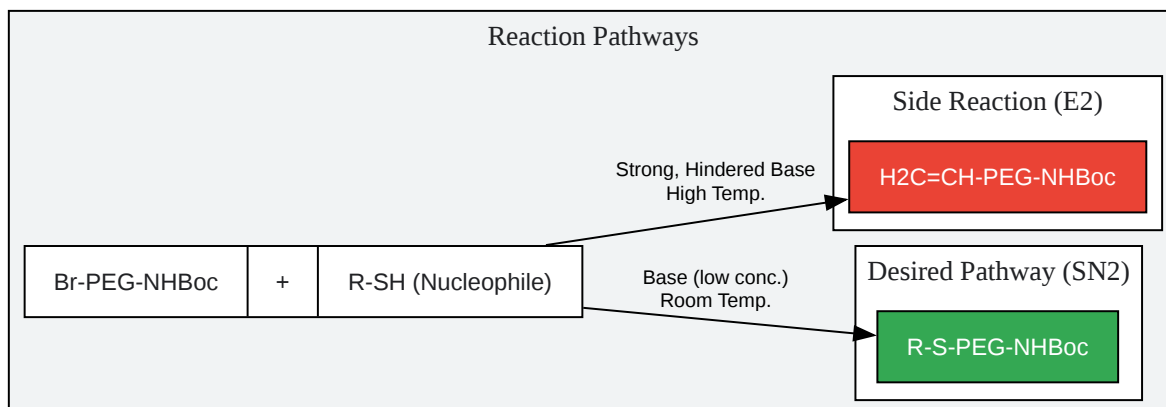 Reaction Pathways
Side Reaction (E2)
H2C=CH-PEG-NHBoc
Strong, Hindered Base
High Temp.
Br-PEG-NHBoc
+
R-SH (Nucleophile)
Base (low conc.)
Room Temp.
Desired Pathway (SN2)
R-S-PEG-NHBoc